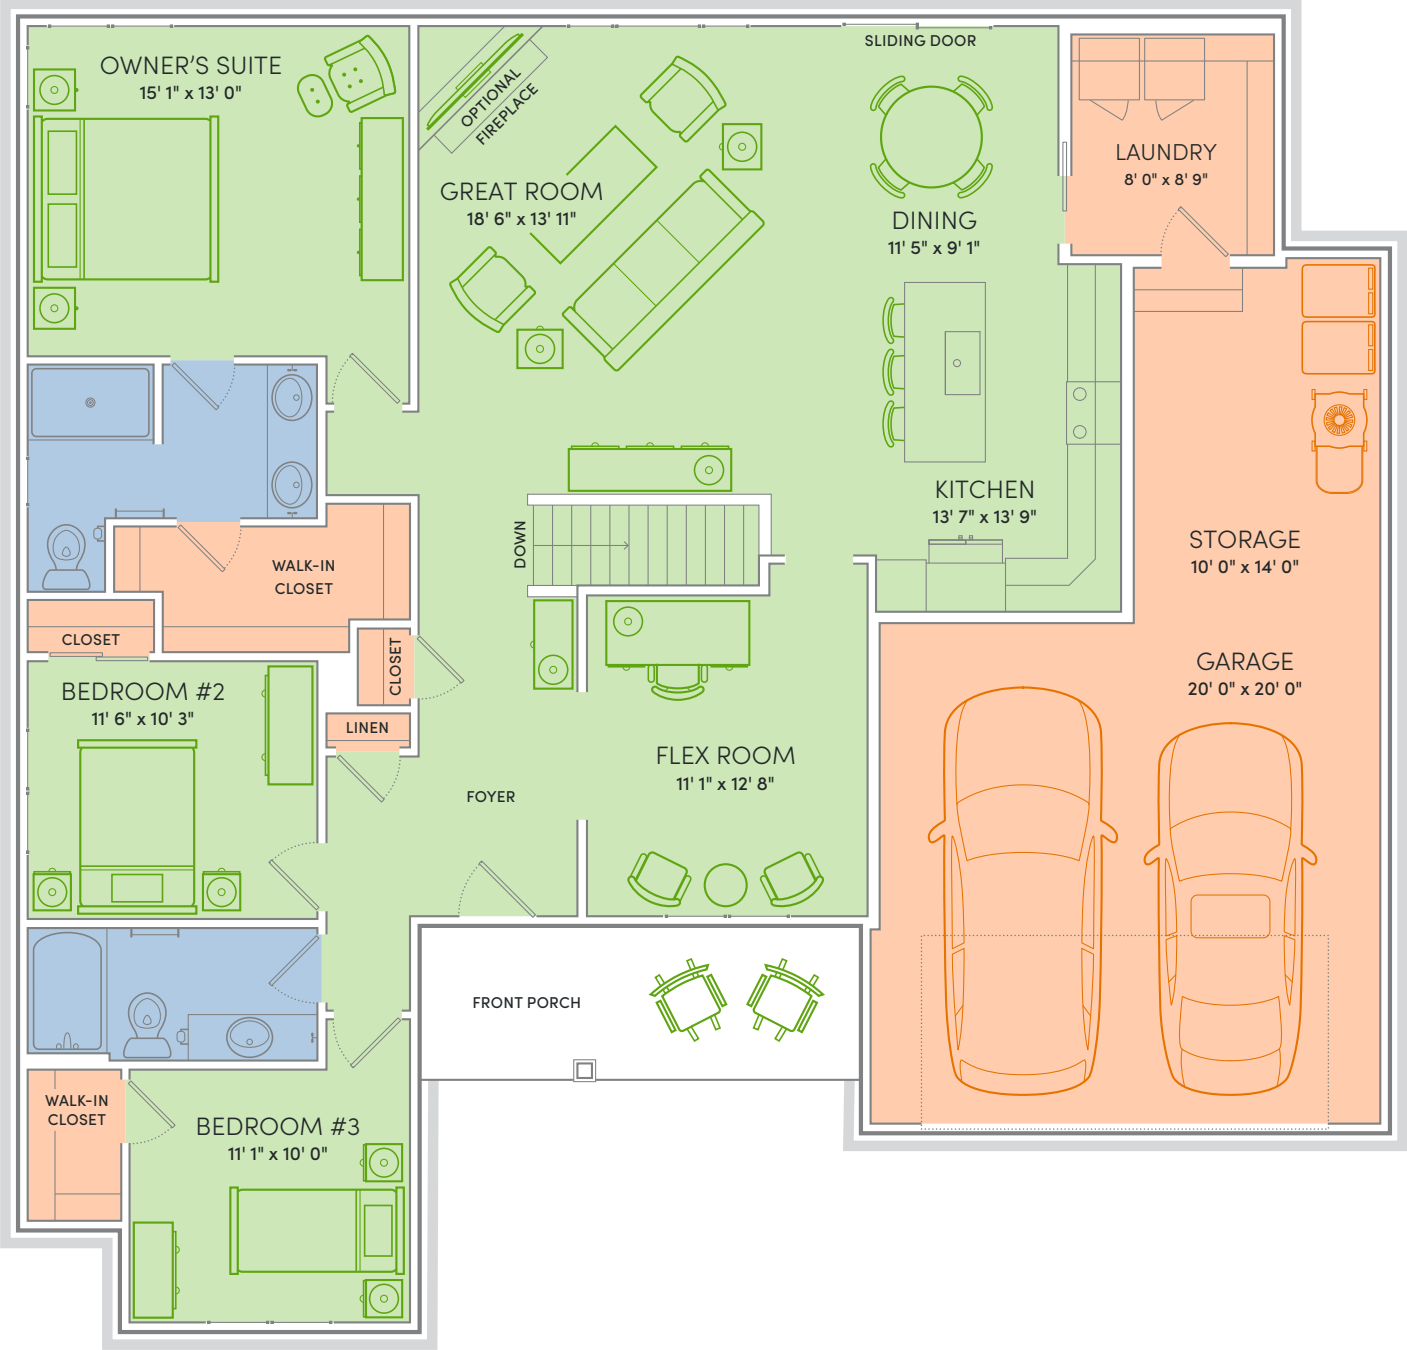 OWNER’S SUITE
15' 1" x 13' 0"
OPTIONAL
FIREPLACE
GREAT ROOM
18' 6" x 13' 11"
SLIDING DOOR
DINING
11' 5" x 9' 1"
LAUNDRY
8' 0" x 8' 9"
KITCHEN
13' 7" x 13' 9"
DOWN
STORAGE
10' 0" x 14' 0"
WALK-IN
CLOSET
CLOSET
CLOSET
BEDROOM #2
11' 6" x 10' 3"
LINEN
GARAGE
20' 0" x 20' 0"
FLEX ROOM
11' 1" x 12' 8"
FOYER
FRONT PORCH
WALK-IN
CLOSET
BEDROOM #3
11' 1" x 10' 0"